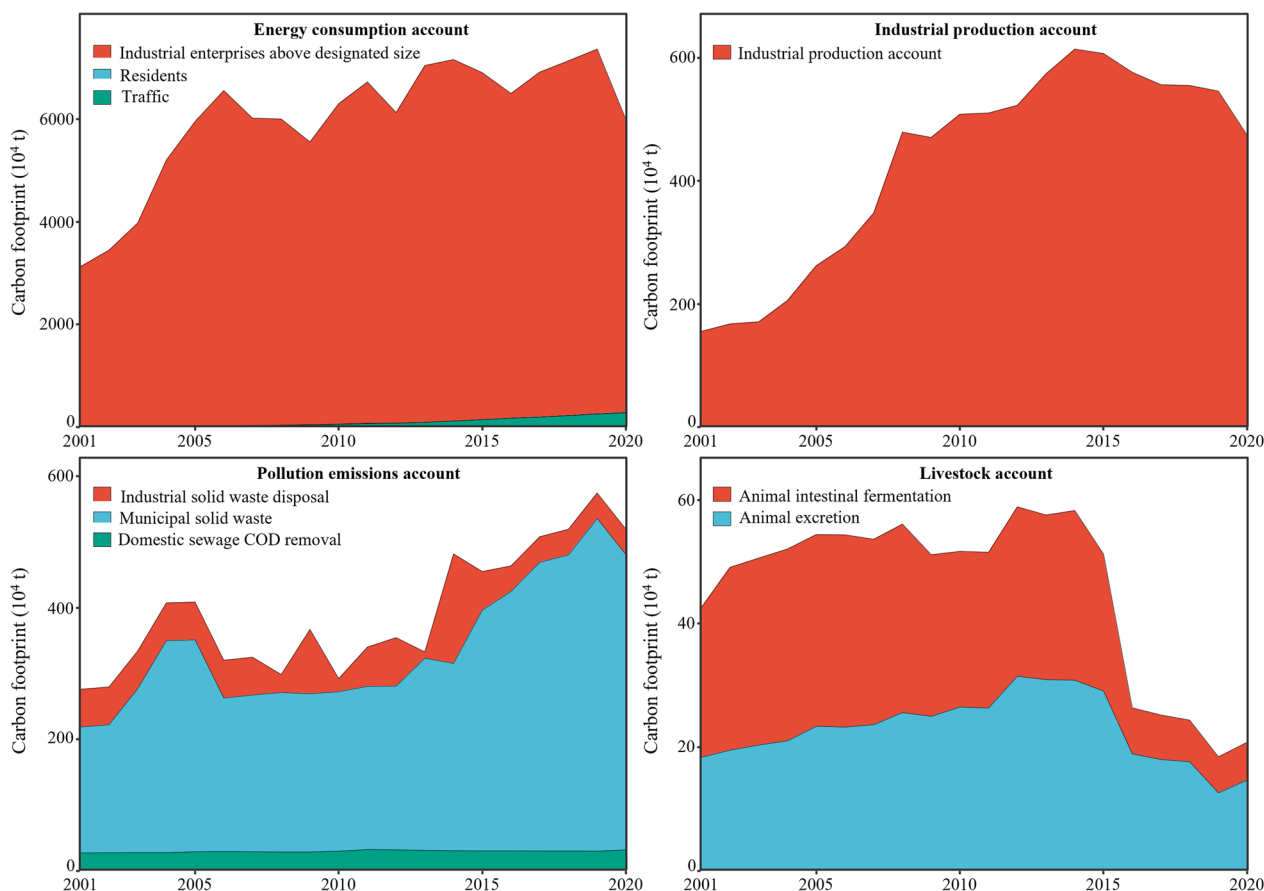 Energy consumption account
Industrial enterprises above designated size
Residents
Traffic
Carbon footprint (10⁴ t)
6000
4000
2000
0
2001
2005
2010
2015
2020
Industrial production account
Industrial production account
Carbon footprint (10⁴ t)
600
400
200
0
2001
2005
2010
2015
2020
Pollution emissions account
Industrial solid waste disposal
Municipal solid waste
Domestic sewage COD removal
Carbon footprint (10⁴ t)
600
400
200
0
2001
2005
2010
2015
2020
Livestock account
Animal intestinal fermentation
Animal excretion
Carbon footprint (10⁴ t)
60
40
20
0
2001
2005
2010
2015
2020